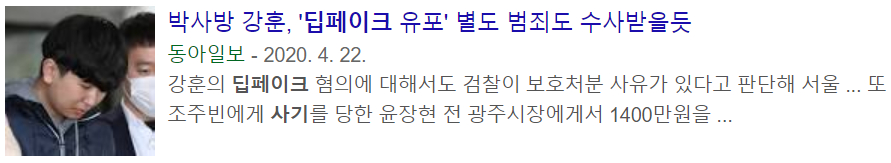 박사방 강훈, '딥페이크 유포' 별도 범죄도 수사받을듯
동아일보 - 2020. 4. 22.
강훈의 딥페이크 혐의에 대해서도 검찰이 보호처분 사유가 있다고 판단해 서울 ... 또
조주빈에게 사기를 당한 윤장현 전 광주시장에게서 1400만원을 ...